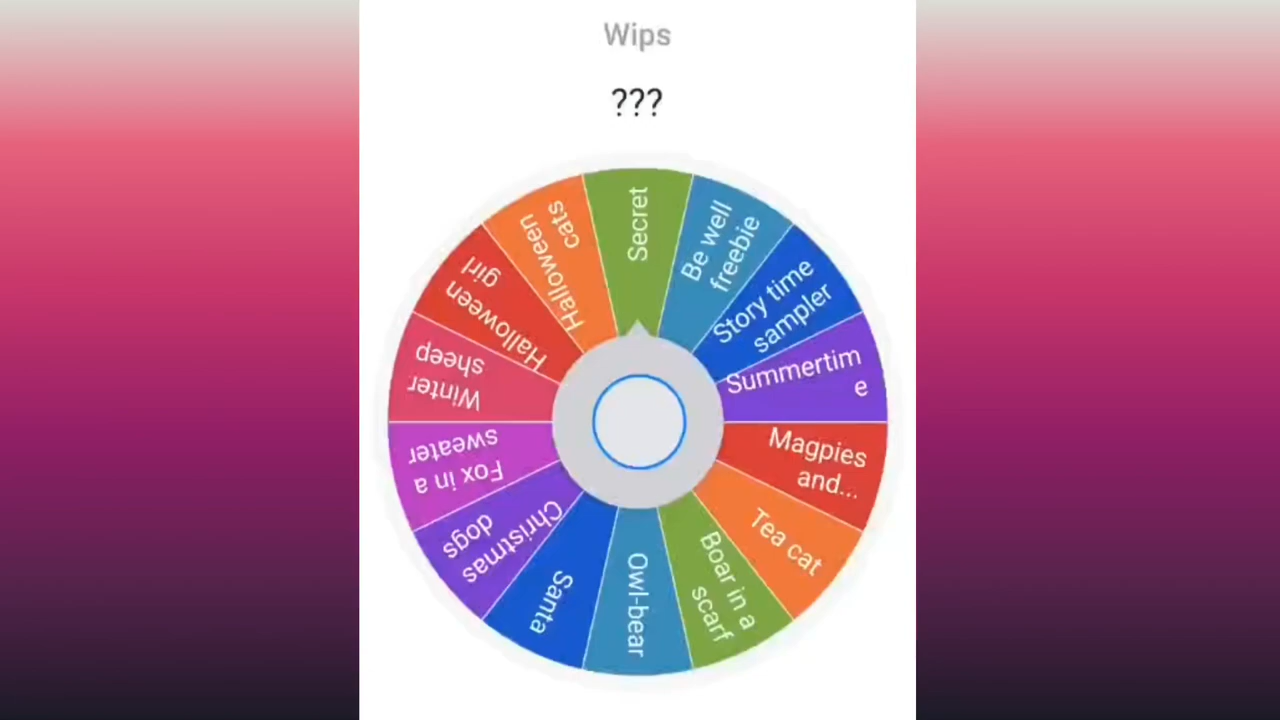 Wips
???
Secret
Be well
freebie
Story time
sampler
Summertim
e
Magpies
and...
Tea cat
Boar in a
scarf
Owl-bear
Santa
Christmas
dogs
Fox in a
sweater
Winter
sheep
Halloween
girl
Halloween
cats